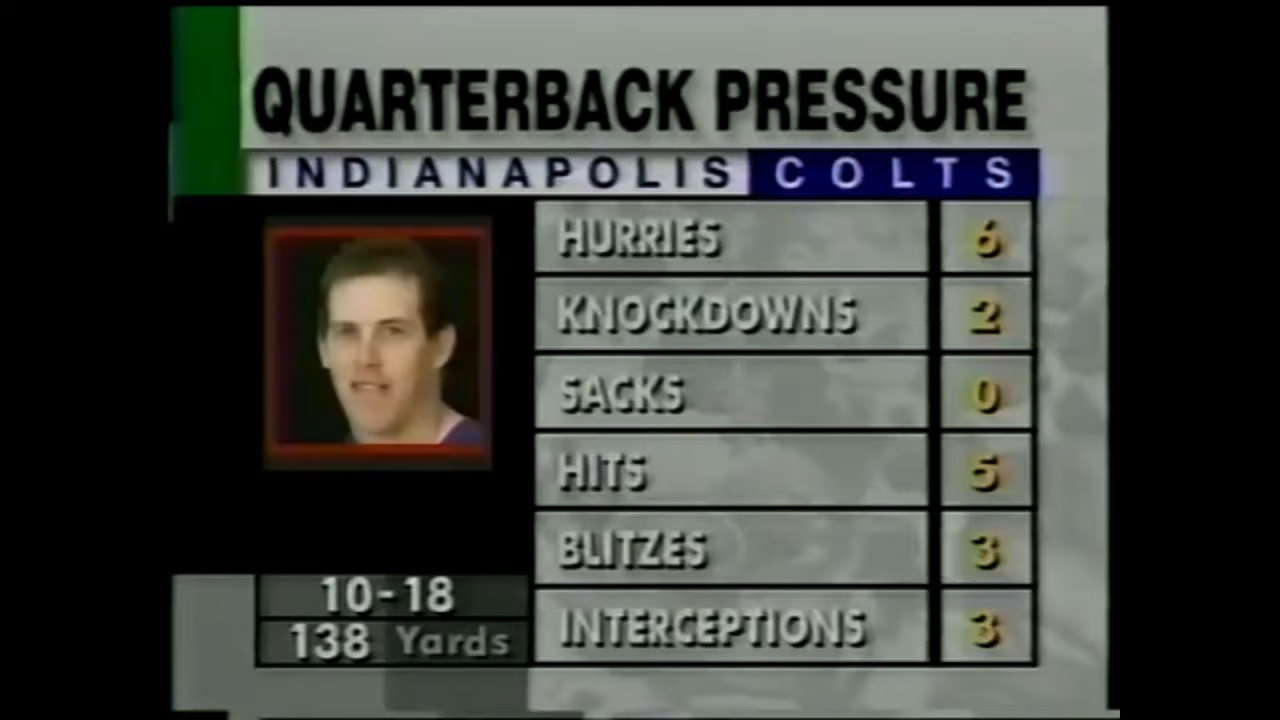 QUARTERBACK PRESSURE
INDIANAPOLIS COLTS
HURRIES 6
KNOCKDOWNS 2
SACKS 0
HITS 5
BLITZES 3
INTERCEPTIONS 3
10-18
138 Yards